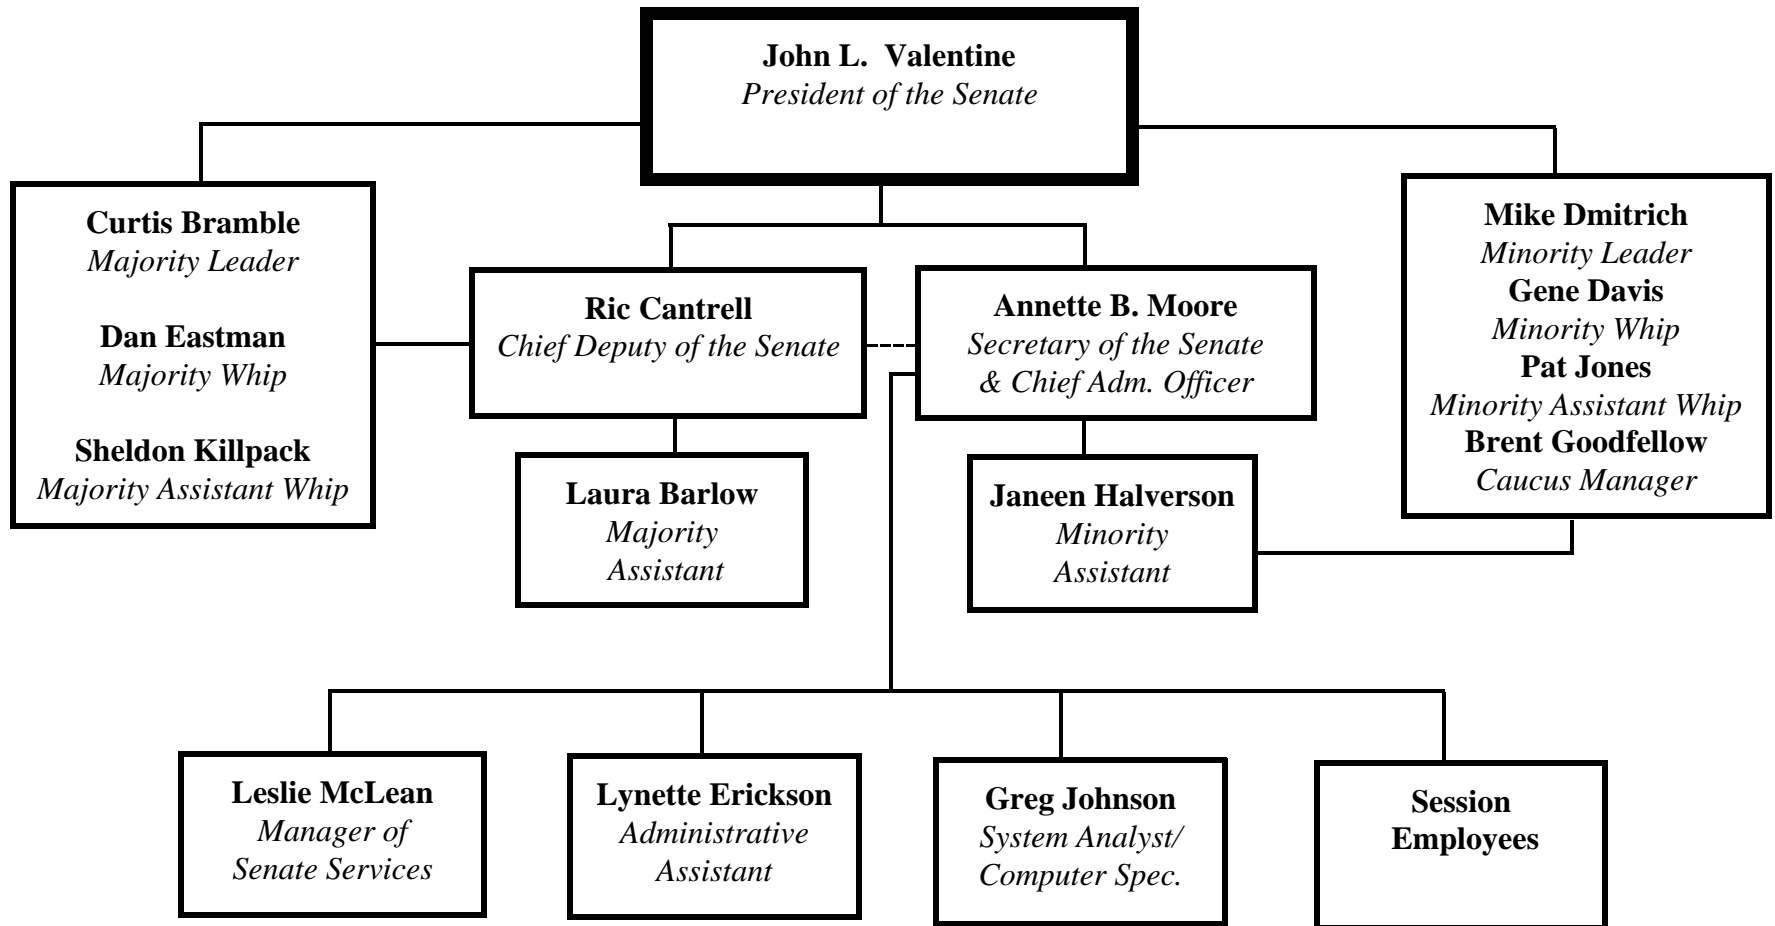 John L. Valentine
President of the Senate
Curtis Bramble
Majority Leader
Dan Eastman
Majority Whip
Sheldon Killpack
Majority Assistant Whip
Ric Cantrell
Chief Deputy of the Senate
Annette B. Moore
Secretary of the Senate
& Chief Adm. Officer
Mike Dmitrich
Minority Leader
Gene Davis
Minority Whip
Pat Jones
Minority Assistant Whip
Brent Goodfellow
Caucus Manager
Laura Barlow
Majority
Assistant
Janeen Halverson
Minority
Assistant
Leslie McLean
Manager of
Senate Services
Lynette Erickson
Administrative
Assistant
Greg Johnson
System Analyst/
Computer Spec.
Session
Employees